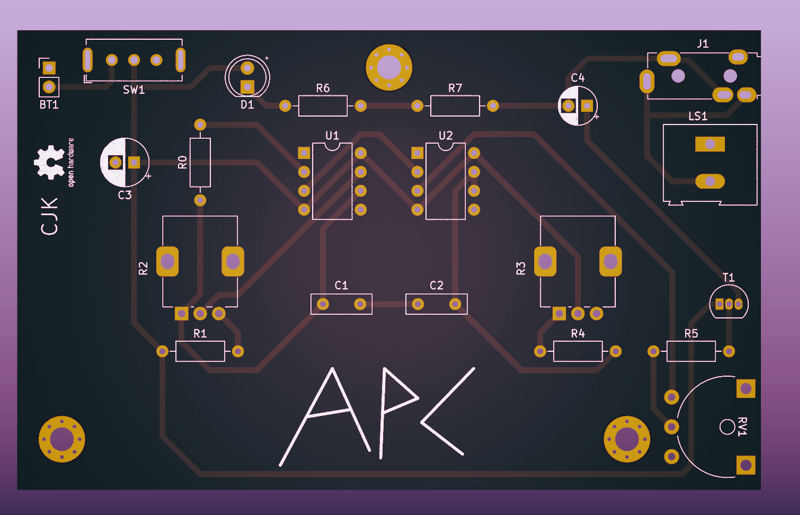 J1
BT1
SW1
D1
R6
R7
C4
+
+
LS1
U1
U2
R0
open hardware
C3
+
CJK
R2
R3
C1
C2
T1
R1
R4
R5
APC
RV1